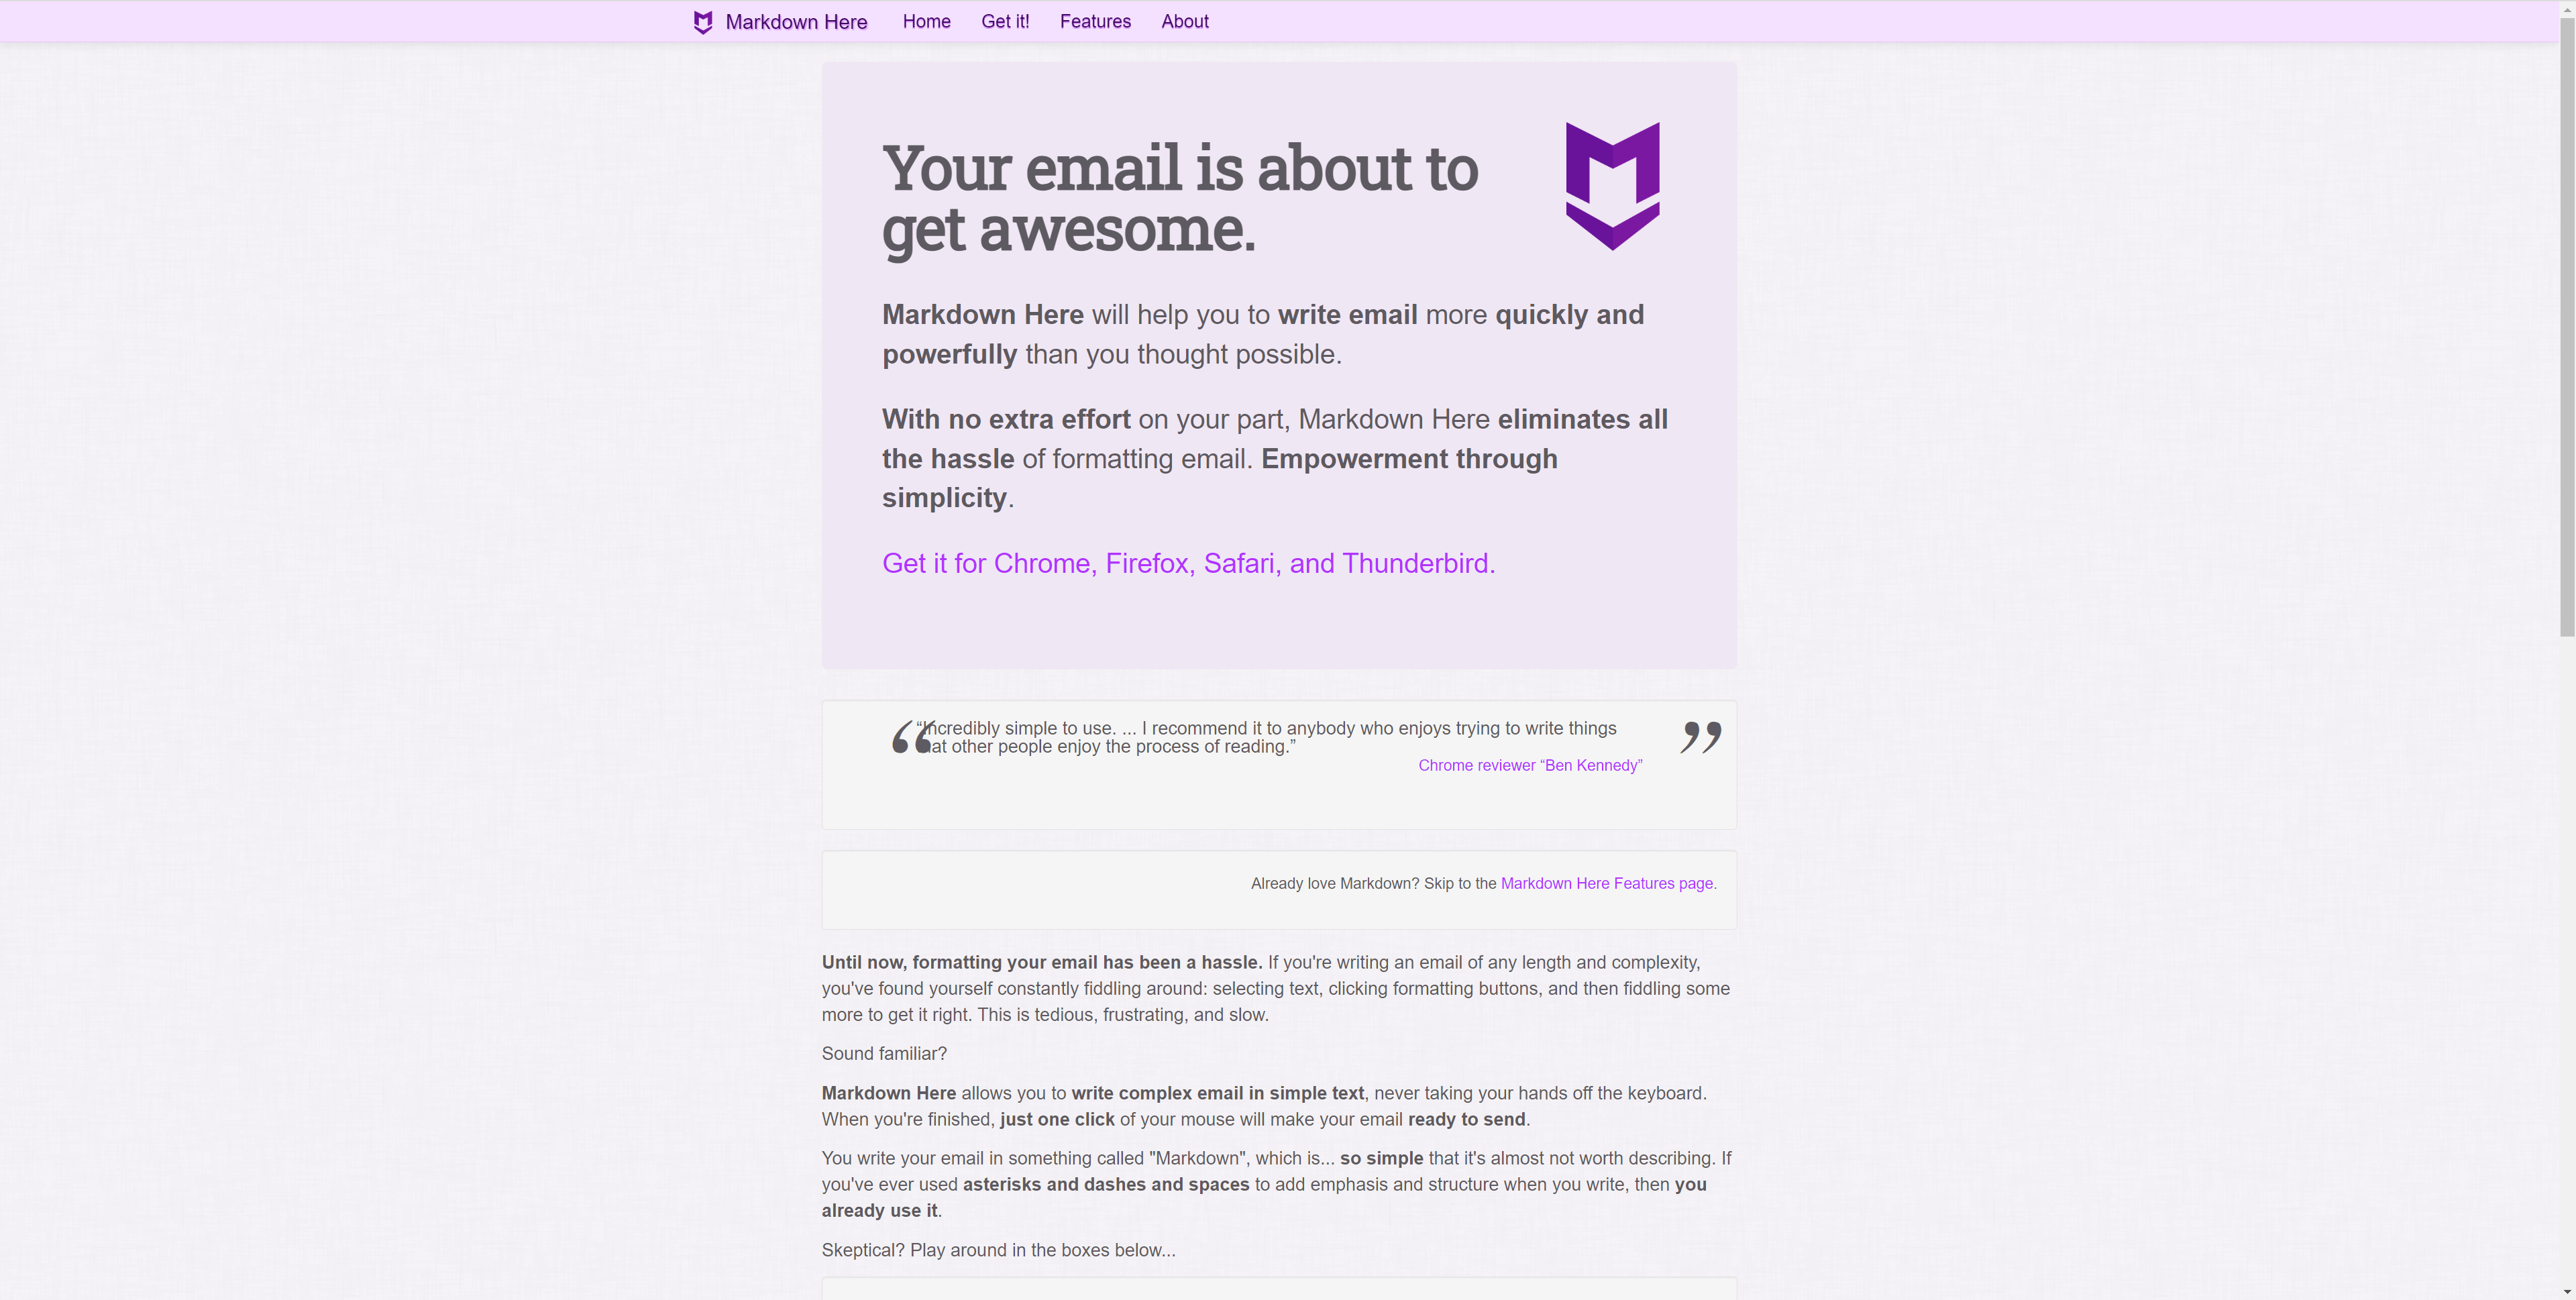 Markdown Here Home Get it! Features About
Your email is about to
get awesome.
Markdown Here will help you to write email more quickly and
powerfully than you thought possible.
With no extra effort on your part, Markdown Here eliminates all
the hassle of formatting email. Empowerment through
simplicity.
Get it for Chrome, Firefox, Safari, and Thunderbird.
“Incredibly simple to use. ... I recommend it to anybody who enjoys trying to write things
that other people enjoy the process of reading.”
Chrome reviewer “Ben Kennedy”
Already love Markdown? Skip to the Markdown Here Features page.
Until now, formatting your email has been a hassle. If you're writing an email of any length and complexity,
you've found yourself constantly fiddling around: selecting text, clicking formatting buttons, and then fiddling some
more to get it right. This is tedious, frustrating, and slow.
Sound familiar?
Markdown Here allows you to write complex email in simple text, never taking your hands off the keyboard.
When you're finished, just one click of your mouse will make your email ready to send.
You write your email in something called "Markdown", which is... so simple that it's almost not worth describing. If
you've ever used asterisks and dashes and spaces to add emphasis and structure when you write, then you
already use it.
Skeptical? Play around in the boxes below...